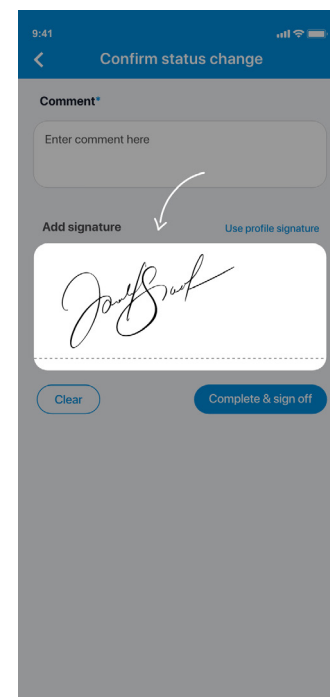 9:41
Confirm status change
Comment*
Enter comment here
Add signature
Use profile signature
Clear
Complete & sign off